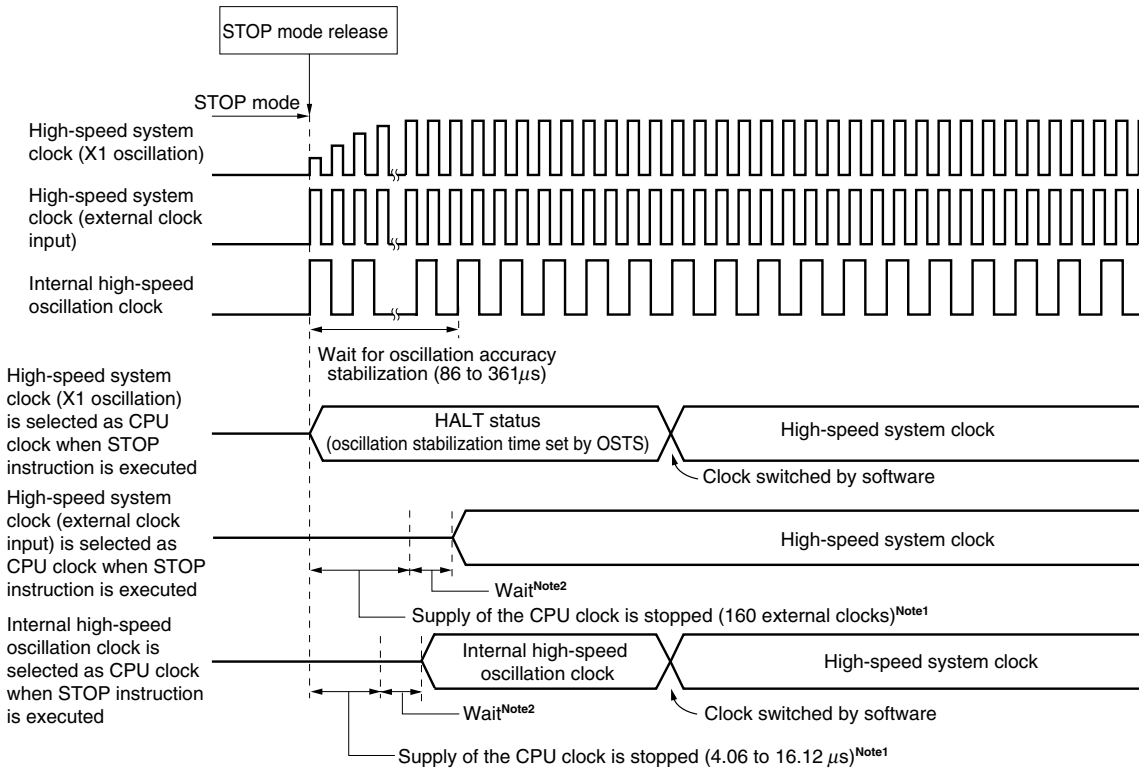 STOP mode release
STOP mode
High-speed system
clock (X1 oscillation)
High-speed system
clock (external clock
input)
Internal high-speed
oscillation clock
Wait for oscillation accuracy
stabilization (86 to 361μs)
High-speed system
clock (X1 oscillation)
is selected as CPU
clock when STOP
instruction is executed
HALT status
(oscillation stabilization time set by OSTS)
High-speed system clock
Clock switched by software
High-speed system
clock (external clock
input) is selected as
CPU clock when STOP
instruction is executed
High-speed system clock
Wait Note2
Supply of the CPU clock is stopped (160 external clocks) Note1
Internal high-speed
oscillation clock is
selected as CPU clock
when STOP instruction
is executed
Internal high-speed
oscillation clock
High-speed system clock
Wait Note2
Clock switched by software
Supply of the CPU clock is stopped (4.06 to 16.12 μs) Note1